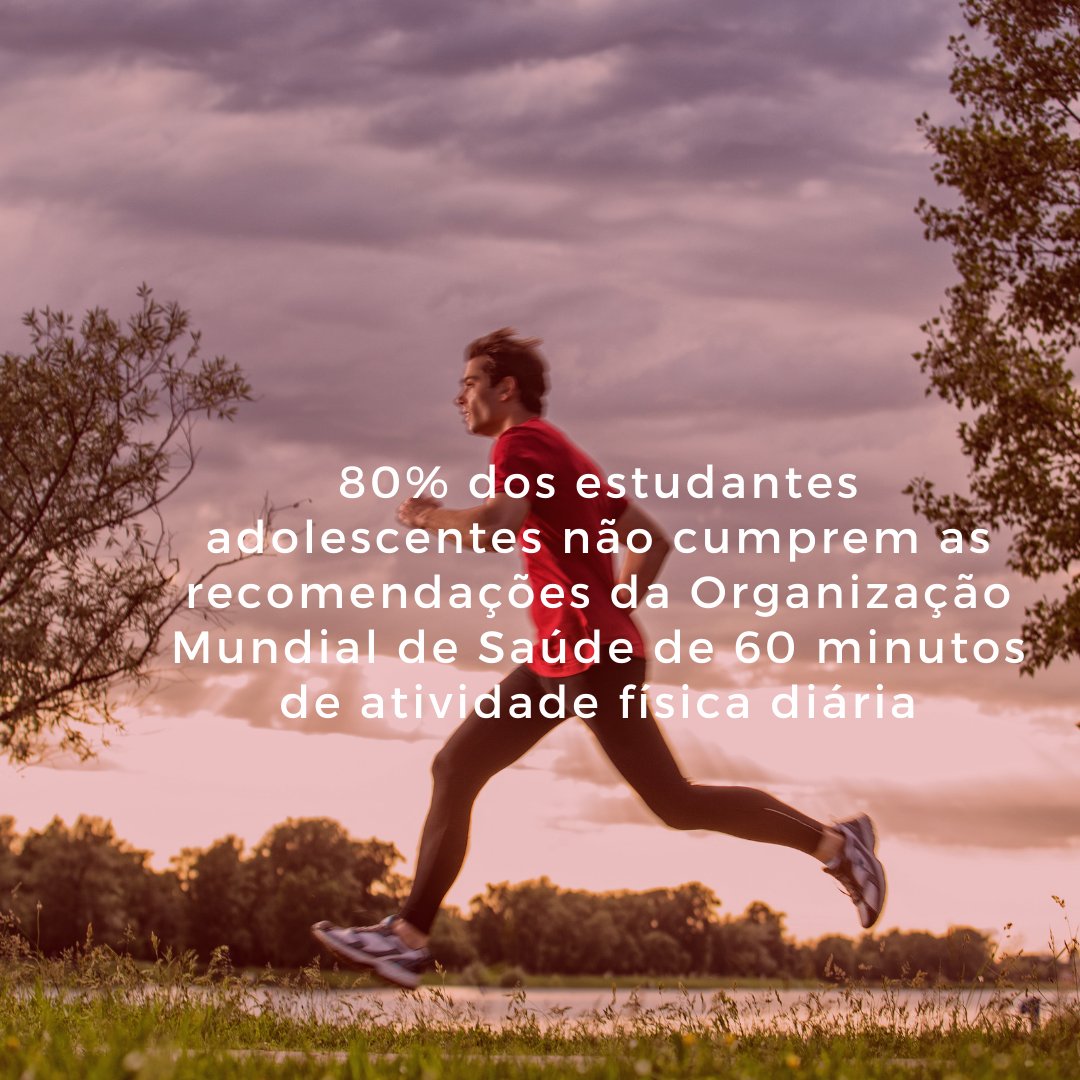 80% dos estudantes
adolescentes não cumprem as
recomendações da Organização
Mundial de Saúde de 60 minutos
de atividade física diária